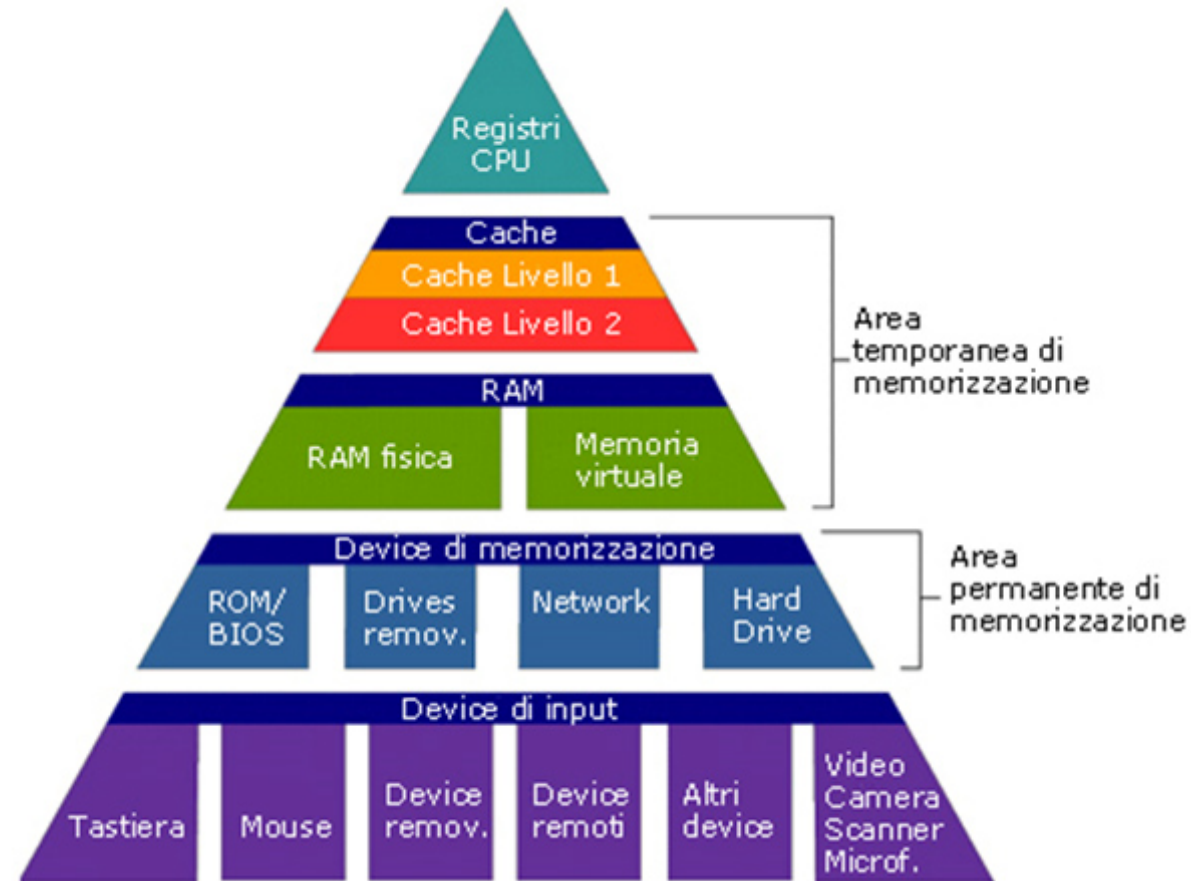 Registri
CPU
Cache
Cache Livello 1
Cache Livello 2
Area
temporanea di
memorizzazione
RAM
RAM fisica
Memoria
virtuale
Device di memorizzazione
ROM/
BIOS
Drives
remov.
Network
Hard
Drive
Area
permanente di
memorizzazione
Device di input
Tastiera
Mouse
Device
remov.
Device
remoti
Altri
device
Video
Camera
Scanner
Microf.